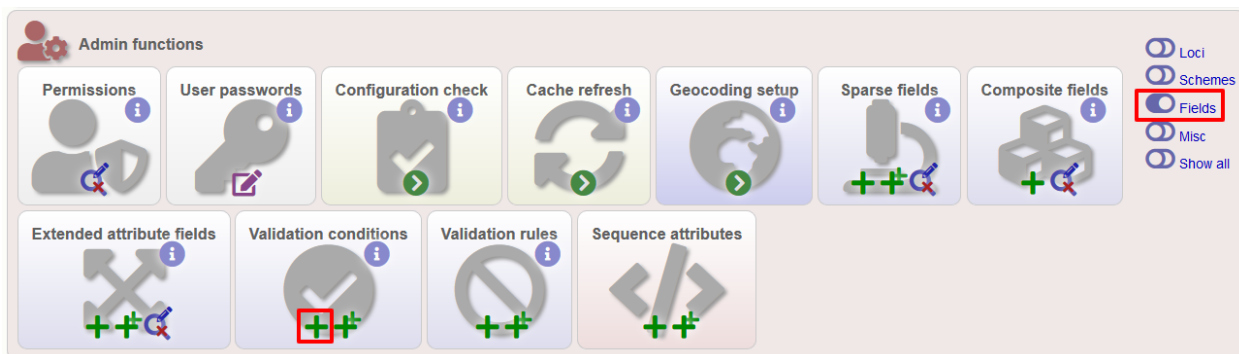 Admin functions
Permissions
User passwords
Configuration check
Cache refresh
Geocoding setup
Sparse fields
Composite fields
Extended attribute fields
Validation conditions
Validation rules
Sequence attributes
Loci
Schemes
Fields
Misc
Show all